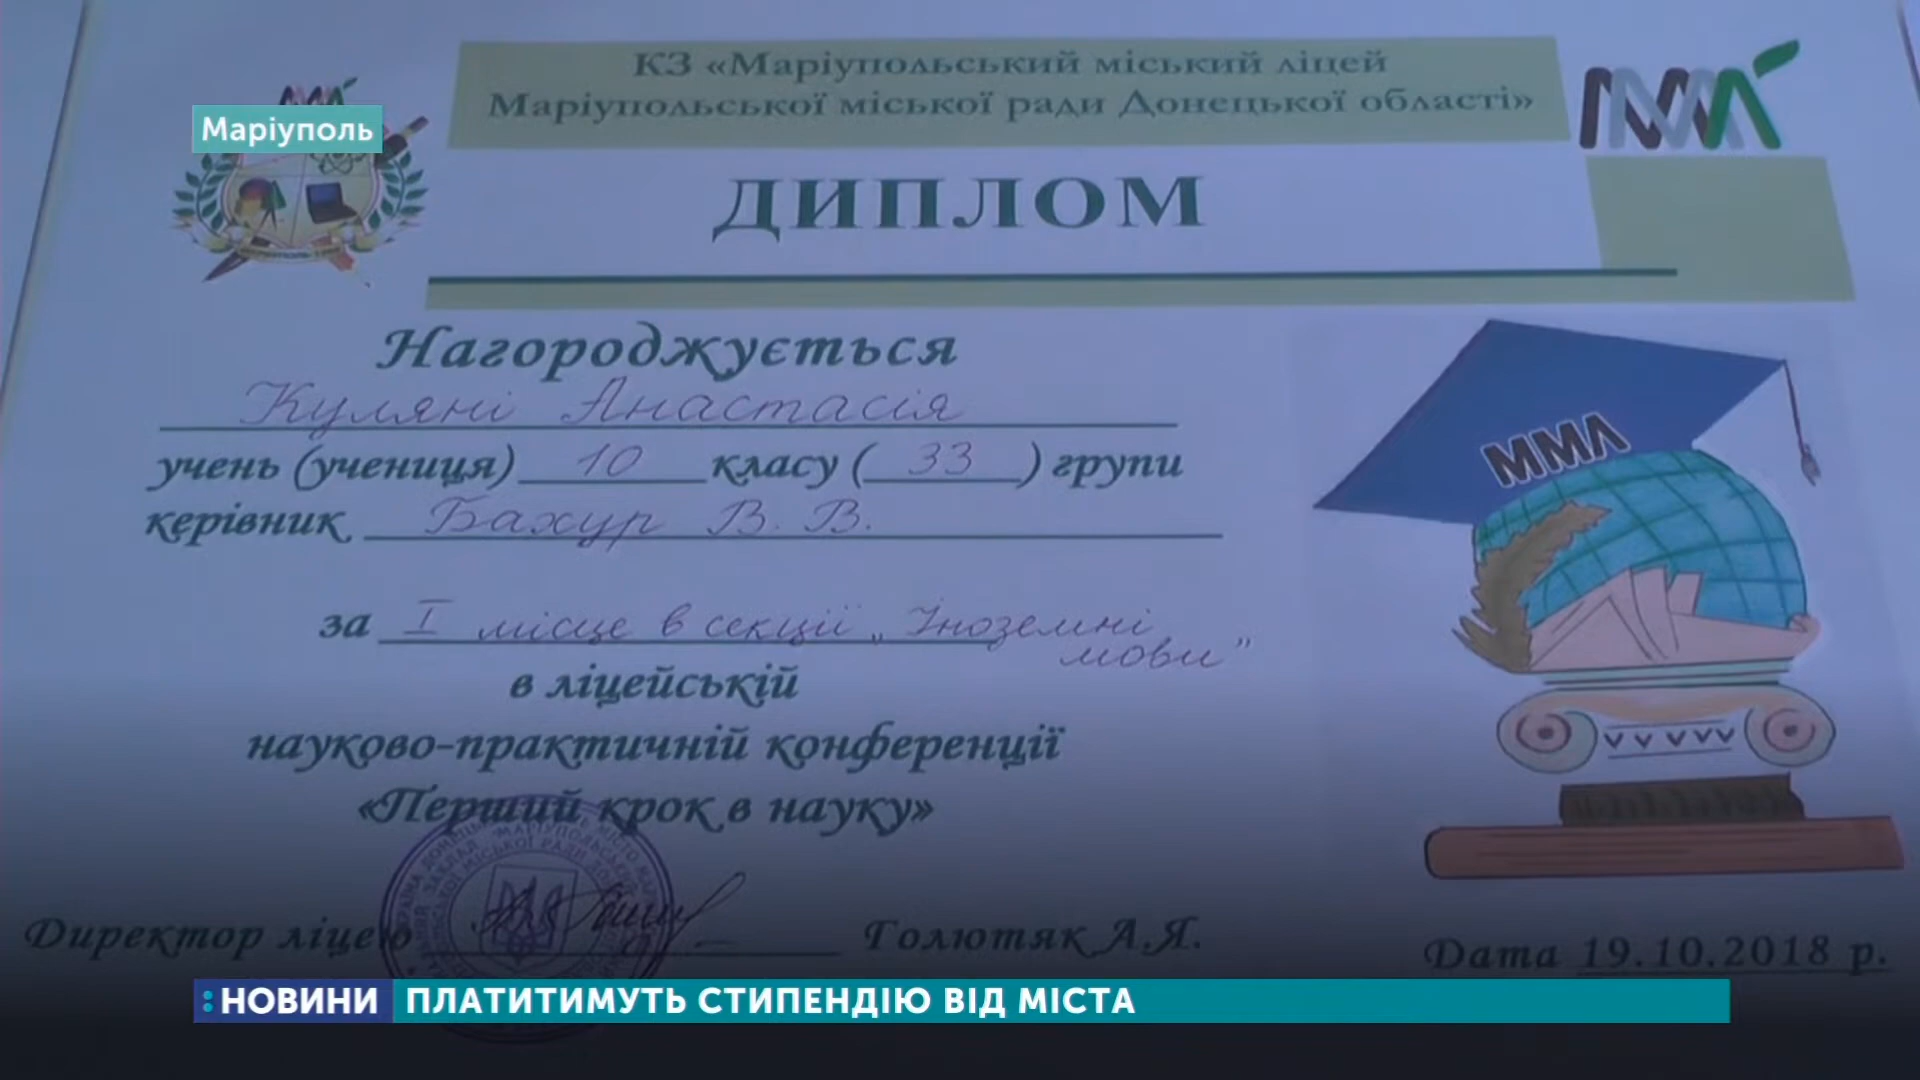 КЗ «Маріупольський міський ліцей
Маріупольської міської ради Донецької області»
ММЛ
Маріуполь
ДИПЛОМ
Нагороджується
Куляні Анастасія
учень (учениця) 10 класу ( 33 ) групи
керівник Бахур В. В.
ММЛ
за І місце в секції „Іноземні
мови”
в ліцейській
науково-практичній конференції
«Перший крок в науку»
Директор ліцею Голютяк А.Я.
Дата 19.10.2018 р.
НОВИНИ ПЛАТИТИМУТЬ СТИПЕНДІЮ ВІД МІСТА